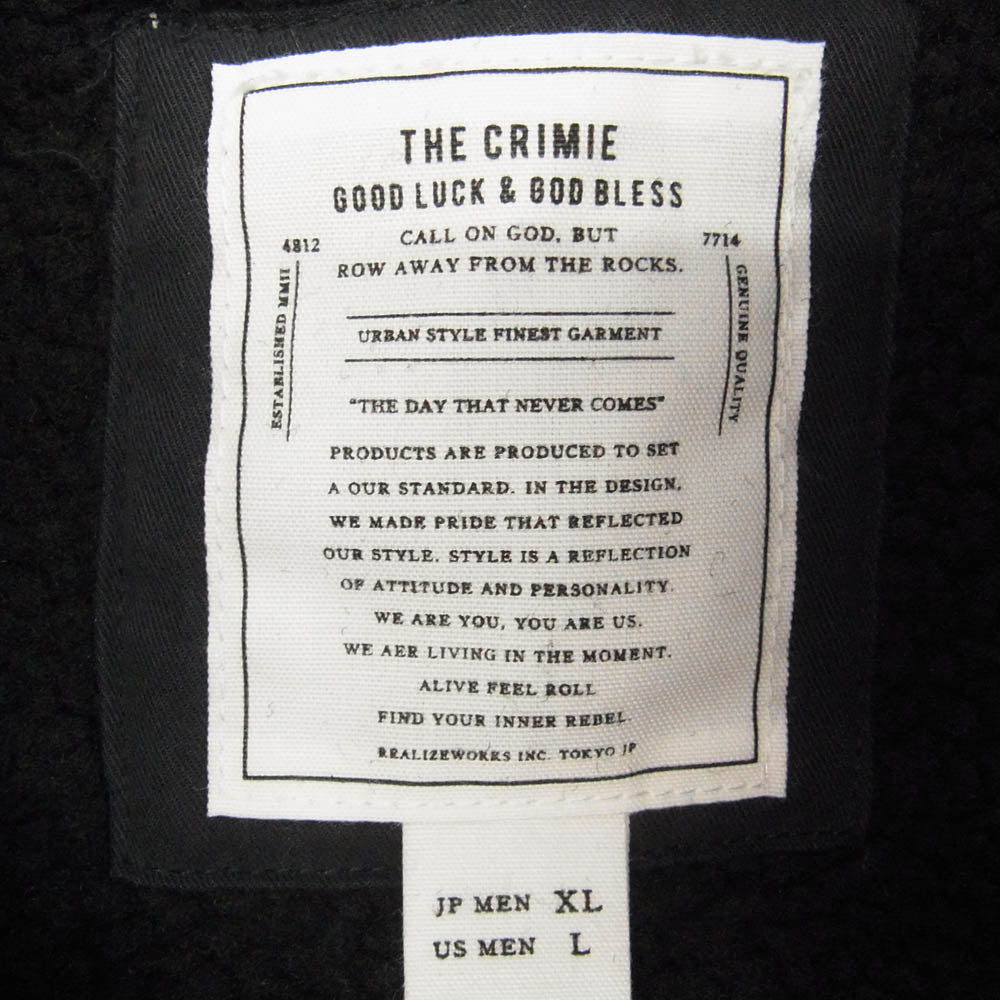 THE CRIMIE
GOOD LUCK & GOD BLESS
4812
CALL ON GOD, BUT
7714
ROW AWAY FROM THE ROCKS.
ESTABLISHED MMII
GENUINE QUALITY
URBAN STYLE FINEST GARMENT
"THE DAY THAT NEVER COMES"
PRODUCTS ARE PRODUCED TO SET
A OUR STANDARD. IN THE DESIGN,
WE MADE PRIDE THAT REFLECTED
OUR STYLE. STYLE IS A REFLECTION
OF ATTITUDE AND PERSONALITY.
WE ARE YOU, YOU ARE US.
WE AER LIVING IN THE MOMENT.
ALIVE FEEL ROLL
FIND YOUR INNER REBEL.
REALIZEWORKS INC. TOKYO JP
JP MEN XL
US MEN L